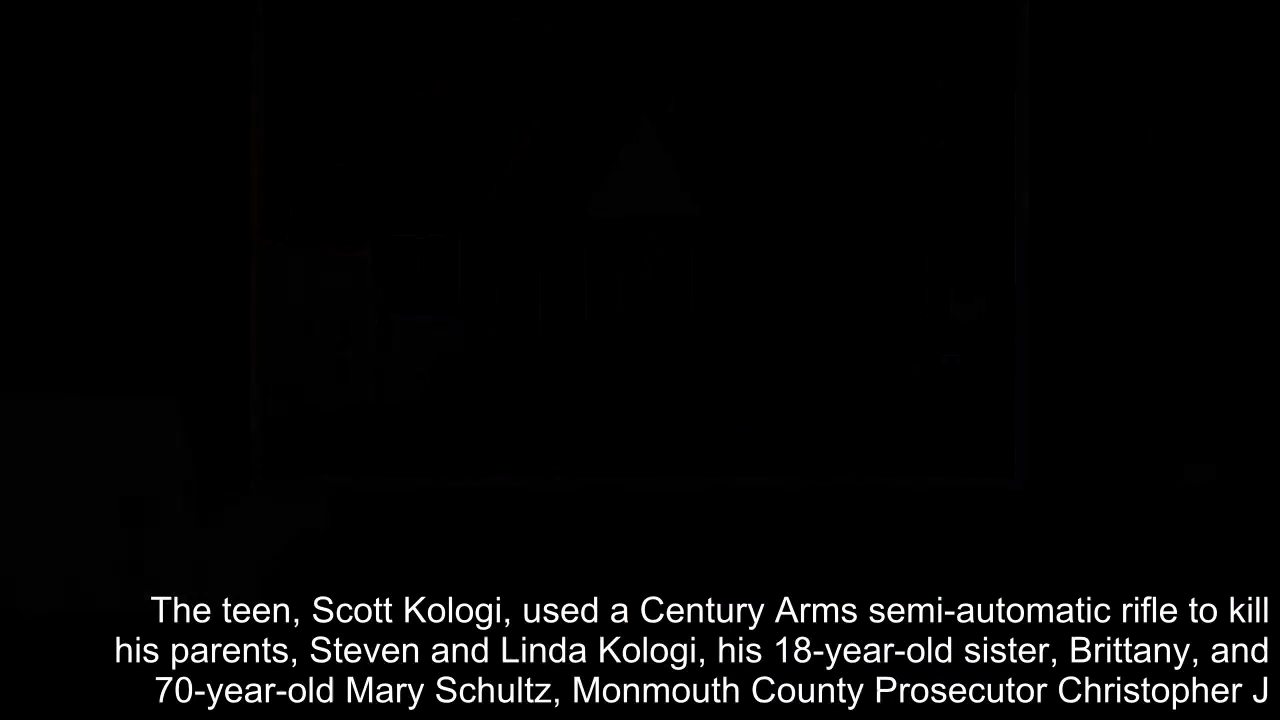 The teen, Scott Kologi, used a Century Arms semi-automatic rifle to kill
his parents, Steven and Linda Kologi, his 18-year-old sister, Brittany, and
70-year-old Mary Schultz, Monmouth County Prosecutor Christopher J